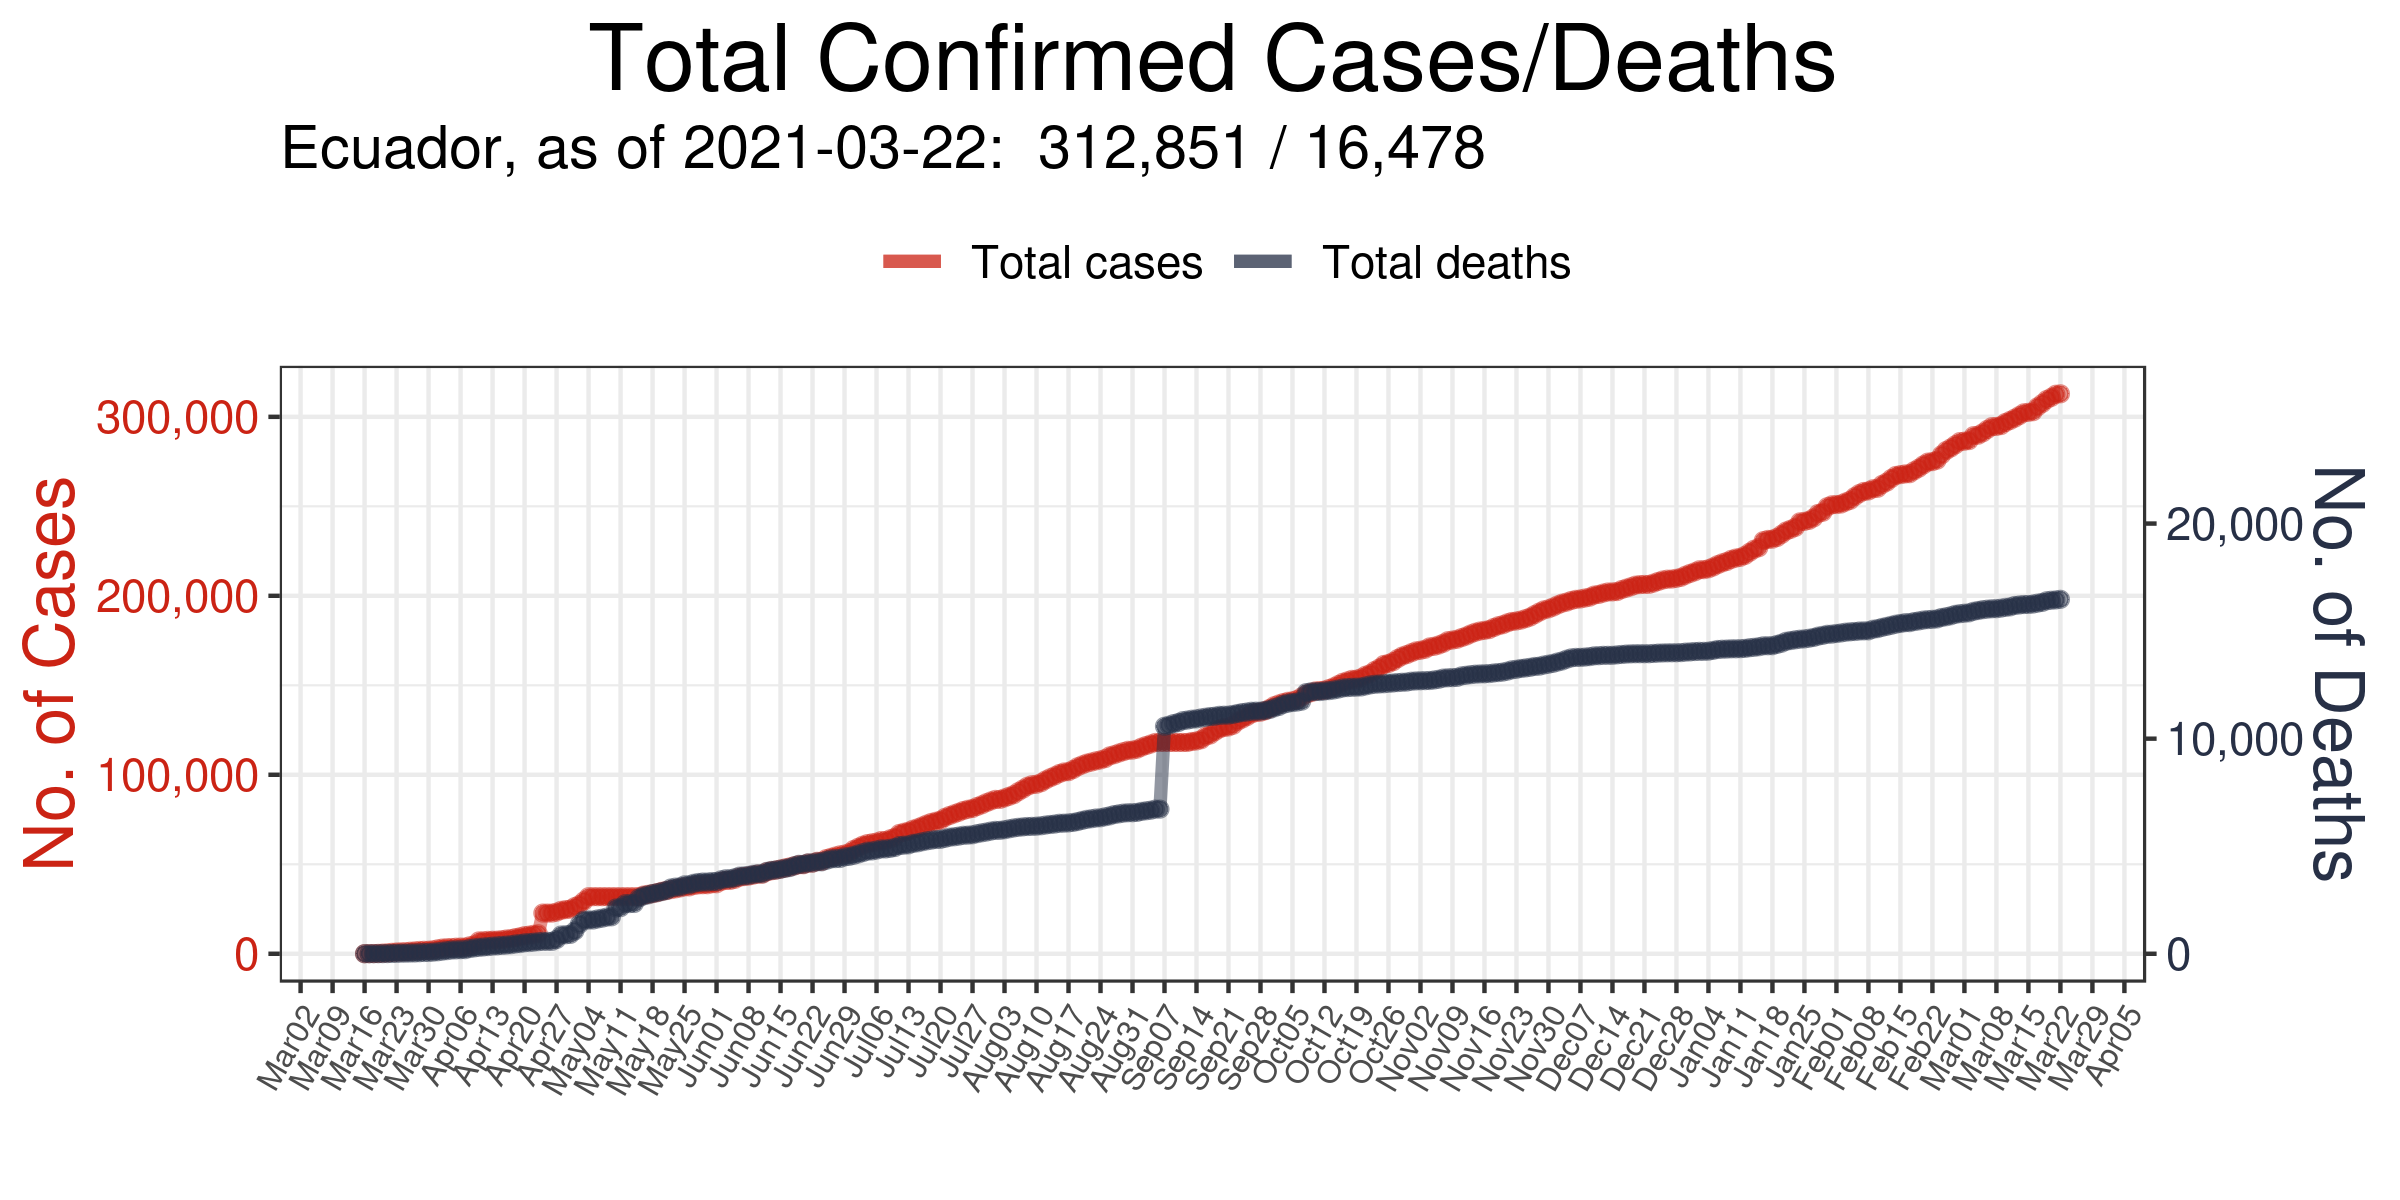 Total Confirmed Cases/Deaths
Ecuador, as of 2021-03-22:  312,851 / 16,478
Total cases
Total deaths
No. of Cases
300,000
200,000
100,000
0
20,000
10,000
0
No. of Deaths
Mar02
Mar09
Mar16
Mar23
Mar30
Apr06
Apr13
Apr20
Apr27
May04
May11
May18
May25
Jun01
Jun08
Jun15
Jun22
Jun29
Jul06
Jul13
Jul20
Jul27
Aug03
Aug10
Aug17
Aug24
Aug31
Sep07
Sep14
Sep21
Sep28
Oct05
Oct12
Oct19
Oct26
Nov02
Nov09
Nov16
Nov23
Nov30
Dec07
Dec14
Dec21
Dec28
Jan04
Jan11
Jan18
Jan25
Feb01
Feb08
Feb15
Feb22
Mar01
Mar08
Mar15
Mar22
Mar29
Apr05